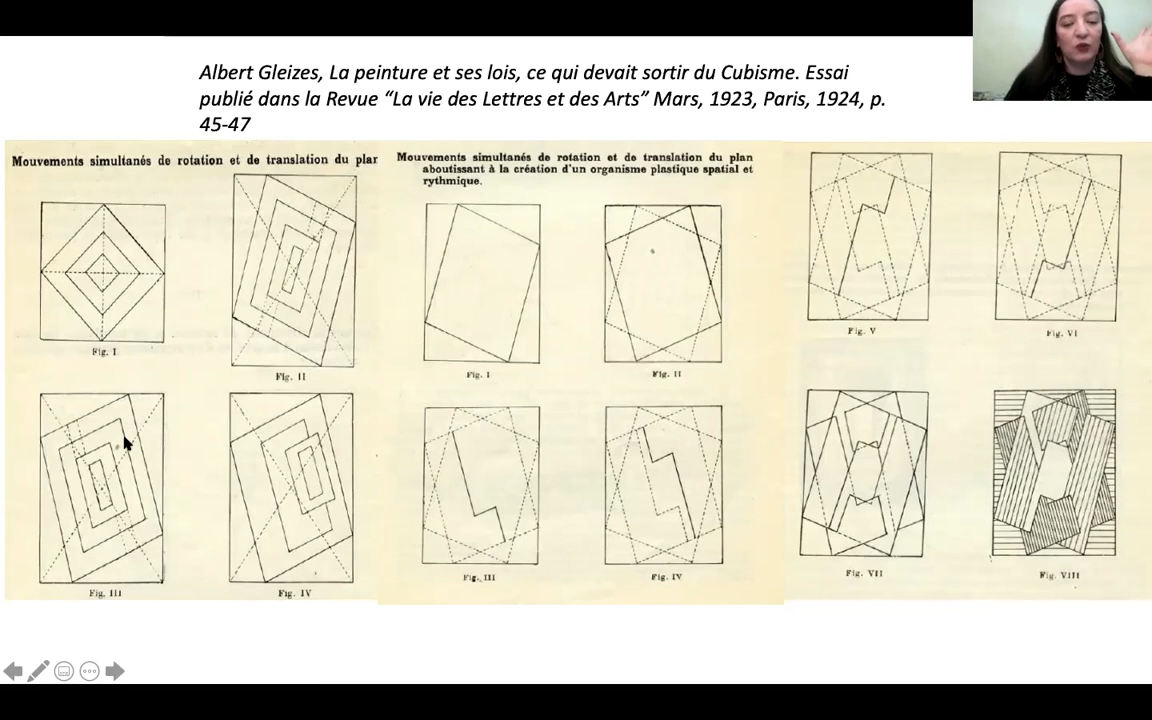 Albert Gleizes, La peinture et ses lois, ce qui devait sortir du Cubisme. Essai
publié dans la Revue “La vie des Lettres et des Arts” Mars, 1923, Paris, 1924, p.
45-47
Mouvements simultanés de rotation et de translation du plan
Fig. I
Fig. II
Fig. III
Fig. IV
Mouvements simultanés de rotation et de translation du plan
aboutissant à la création d'un organisme plastique spatial et
rythmique.
Fig. I
Fig. II
Fig. III
Fig. IV
Fig. V
Fig. VI
Fig. VII
Fig. VIII